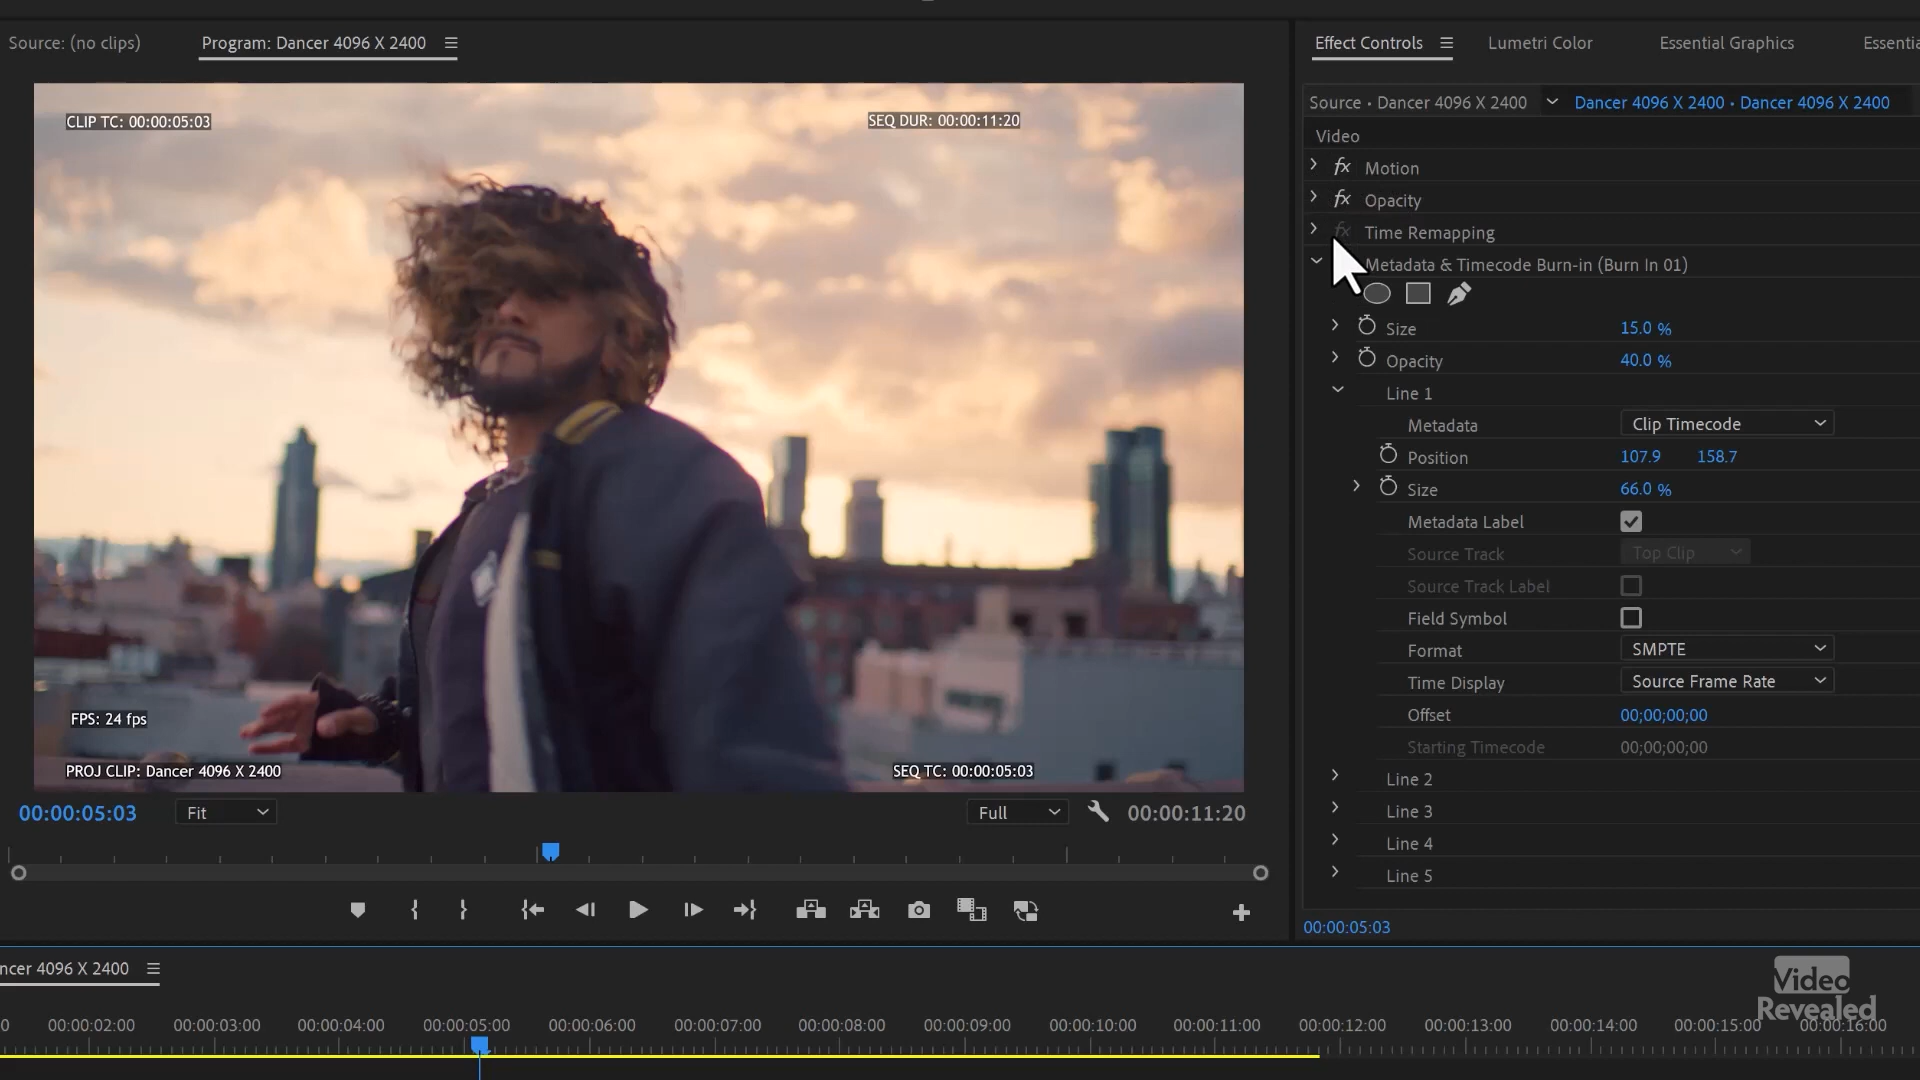 Source: (no clips)
Program: Dancer 4096 X 2400
Effect Controls
Lumetri Color
Essential Graphics
Essentia
CLIP TC: 00:00:05:03
SEQ DUR: 00:00:11:20
FPS: 24 fps
PROJ CLIP: Dancer 4096 X 2400
SEQ TC: 00:00:05:03
00:00:05:03
Fit
Full
00:00:11:20
Source • Dancer 4096 X 2400
Dancer 4096 X 2400 • Dancer 4096 X 2400
Video
fx Motion
fx Opacity
fx Time Remapping
Metadata & Timecode Burn-in (Burn In 01)
Size 15.0 %
Opacity 40.0 %
Line 1
Metadata Clip Timecode
Position 107.9 158.7
Size 66.0 %
Metadata Label
Source Track Top Clip
Source Track Label
Field Symbol
Format SMPTE
Time Display Source Frame Rate
Offset 00;00;00;00
Starting Timecode 00;00;00;00
Line 2
Line 3
Line 4
Line 5
00:00:05:03
ncer 4096 X 2400
Video
Revealed
0 00:00:02:00 00:00:03:00 00:00:04:00 00:00:05:00 00:00:06:00 00:00:07:00 00:00:08:00 00:00:09:00 00:00:10:00 00:00:11:00 00:00:12:00 00:00:13:00 00:00:14:00 00:00:15:00 00:00:16:00